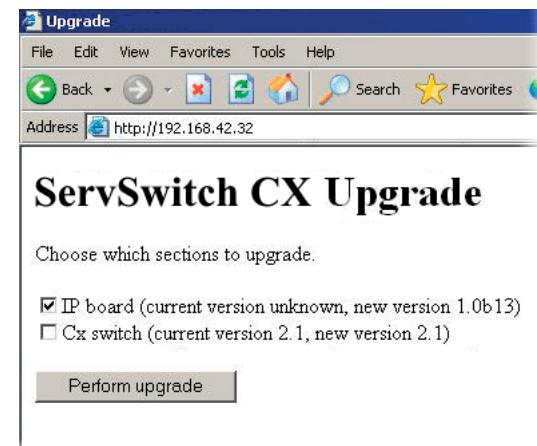 Upgrade
File Edit View Favorites Tools Help
Back Search Favorites
Address http://192.168.42.32
ServSwitch CX Upgrade
Choose which sections to upgrade.
IP board (current version unknown, new version 1.0b13)
Cx switch (current version 2.1, new version 2.1)
Perform upgrade